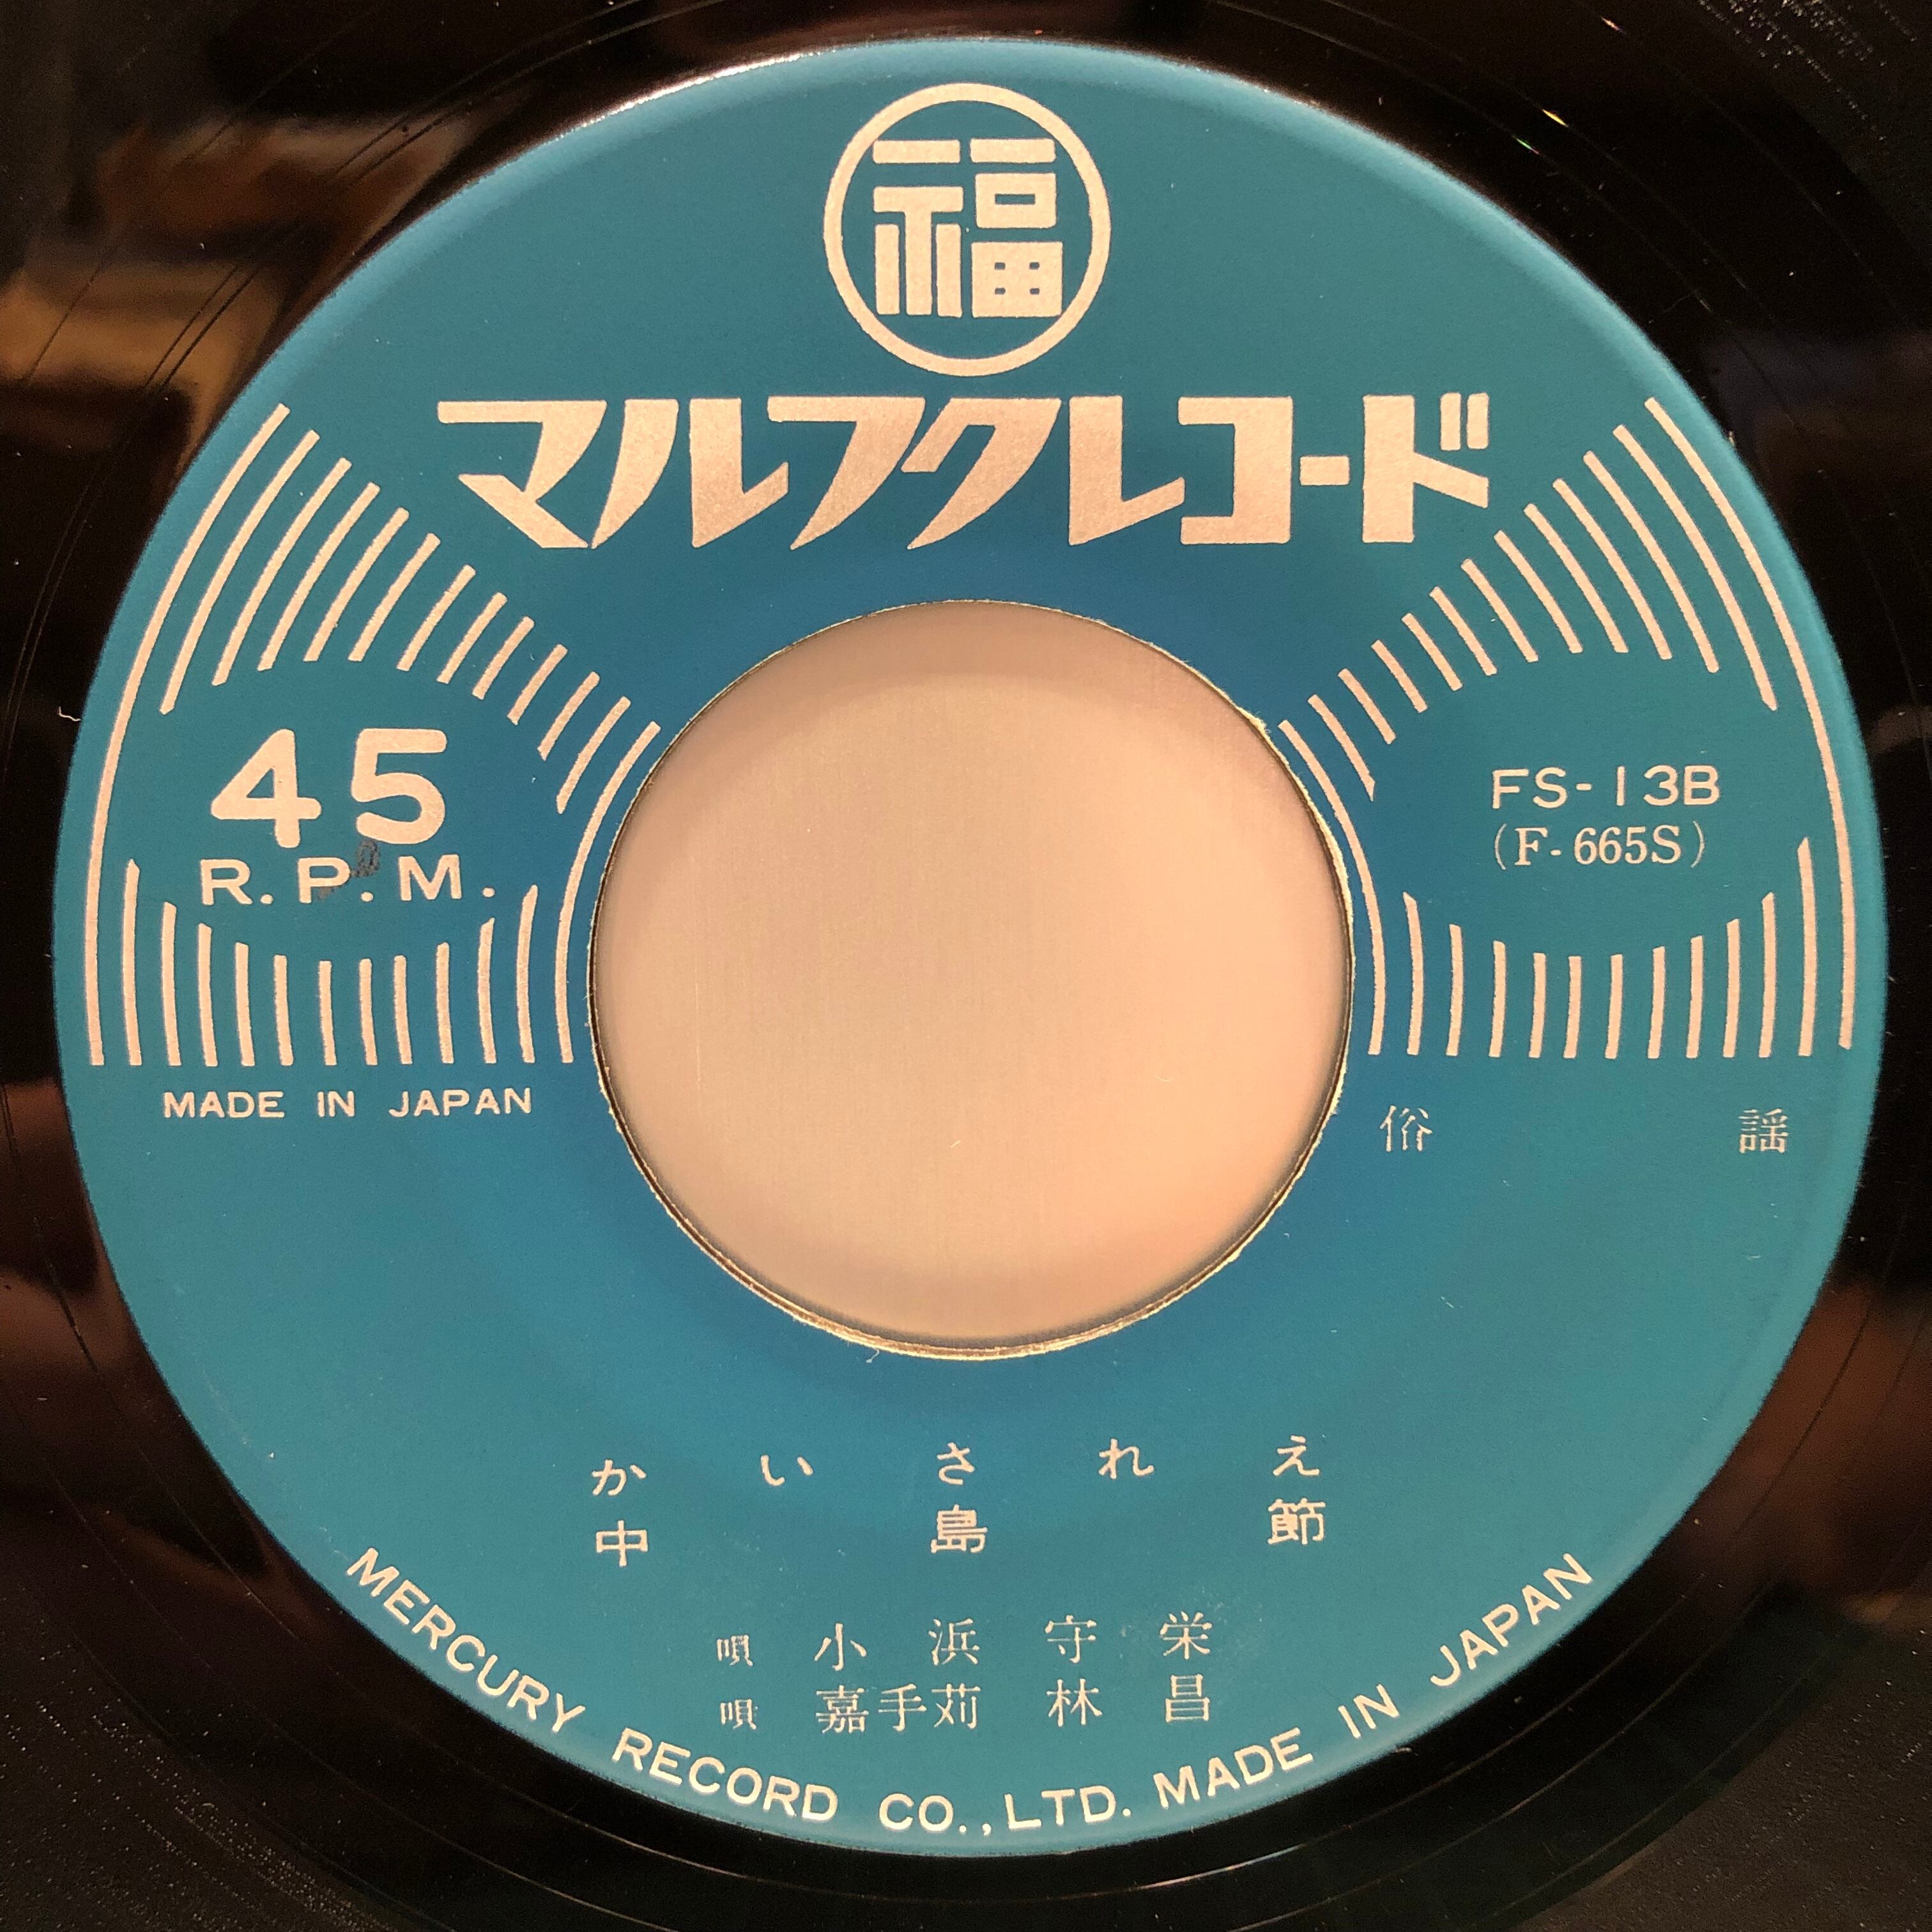 福
マルフクレコード
45
R.P.M.
FS-13B
(F-665S)
MADE IN JAPAN
俗謡
かいされえ
中島節
唄 小浜守栄
唄 嘉手苅林昌
MERCURY RECORD CO.,LTD. MADE IN JAPAN